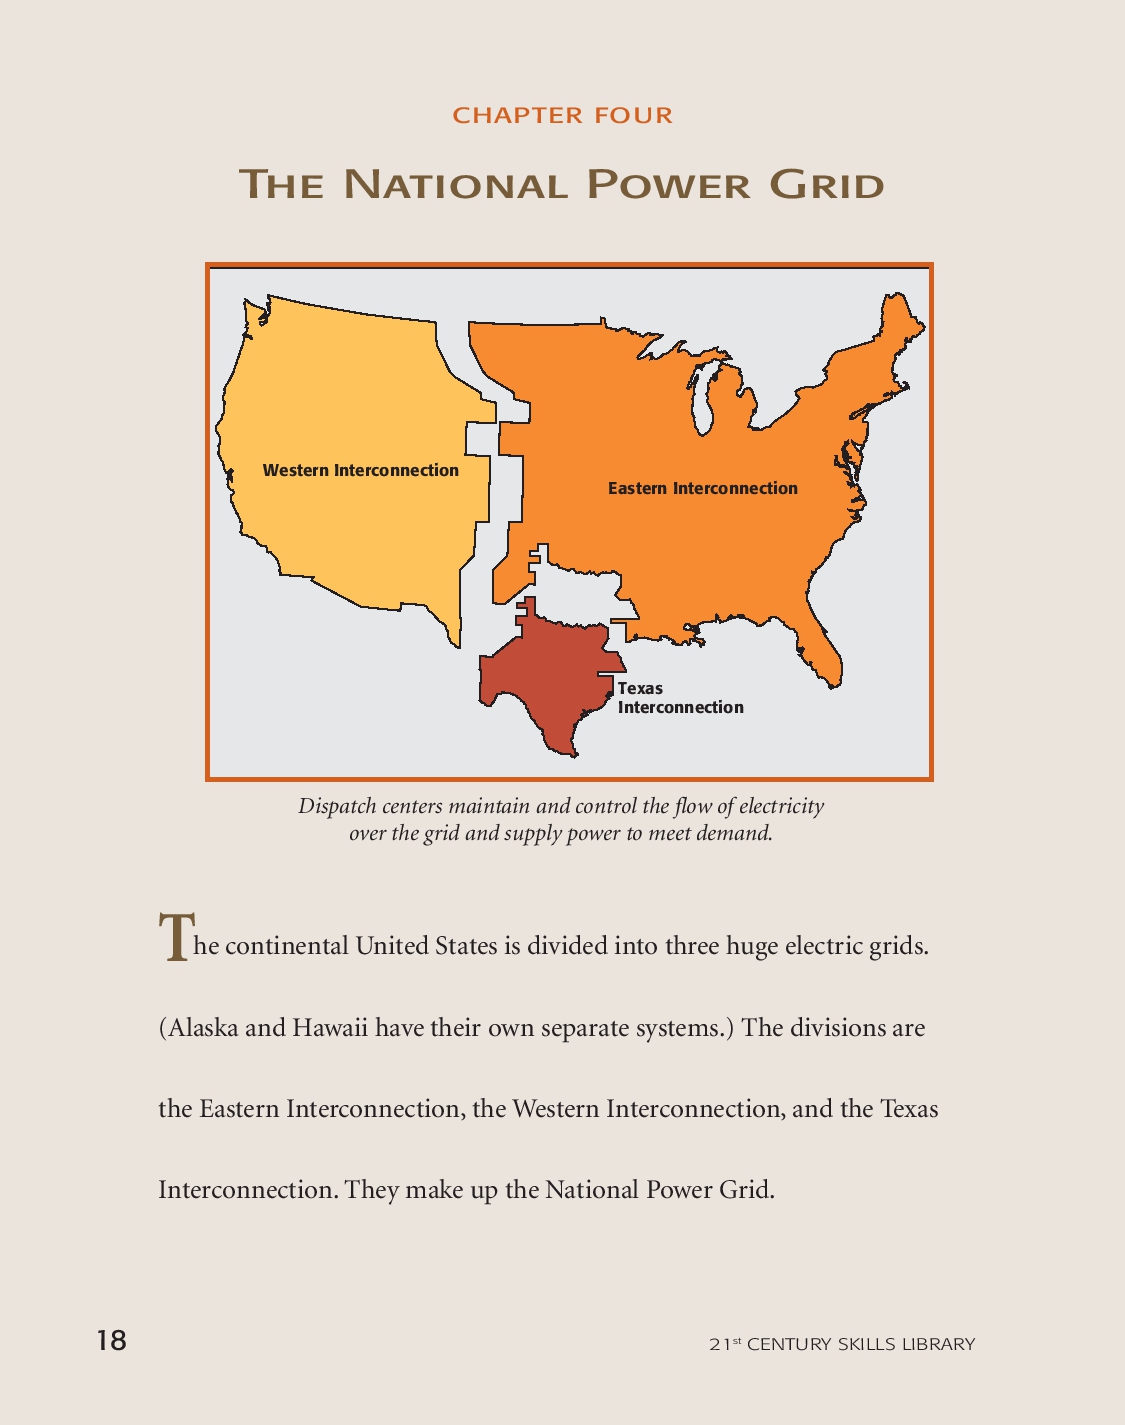 CHAPTER FOUR
THE NATIONAL POWER GRID
Western Interconnection
Eastern Interconnection
Texas
Interconnection
Dispatch centers maintain and control the flow of electricity
over the grid and supply power to meet demand.
The continental United States is divided into three huge electric grids.
(Alaska and Hawaii have their own separate systems.) The divisions are
the Eastern Interconnection, the Western Interconnection, and the Texas
Interconnection. They make up the National Power Grid.
18
21st CENTURY SKILLS LIBRARY